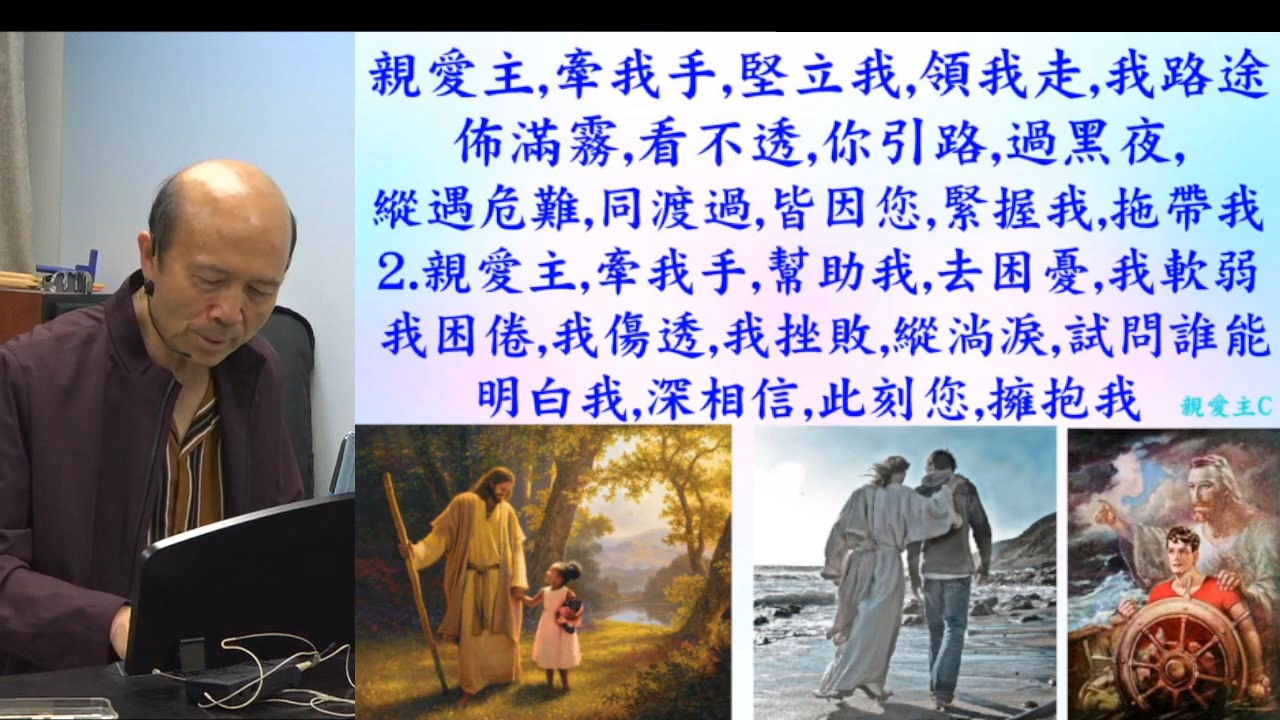 親愛主,牽我手,堅立我,領我走,我路途
佈滿霧,看不透,你引路,過黑夜,
縱遇危難,同渡過,皆因您,緊握我,拖帶我
2.親愛主,牽我手,幫助我,去困憂,我軟弱
我困倦,我傷透,我挫敗,縱淌淚,試問誰能
明白我,深相信,此刻您,擁抱我
親愛主C